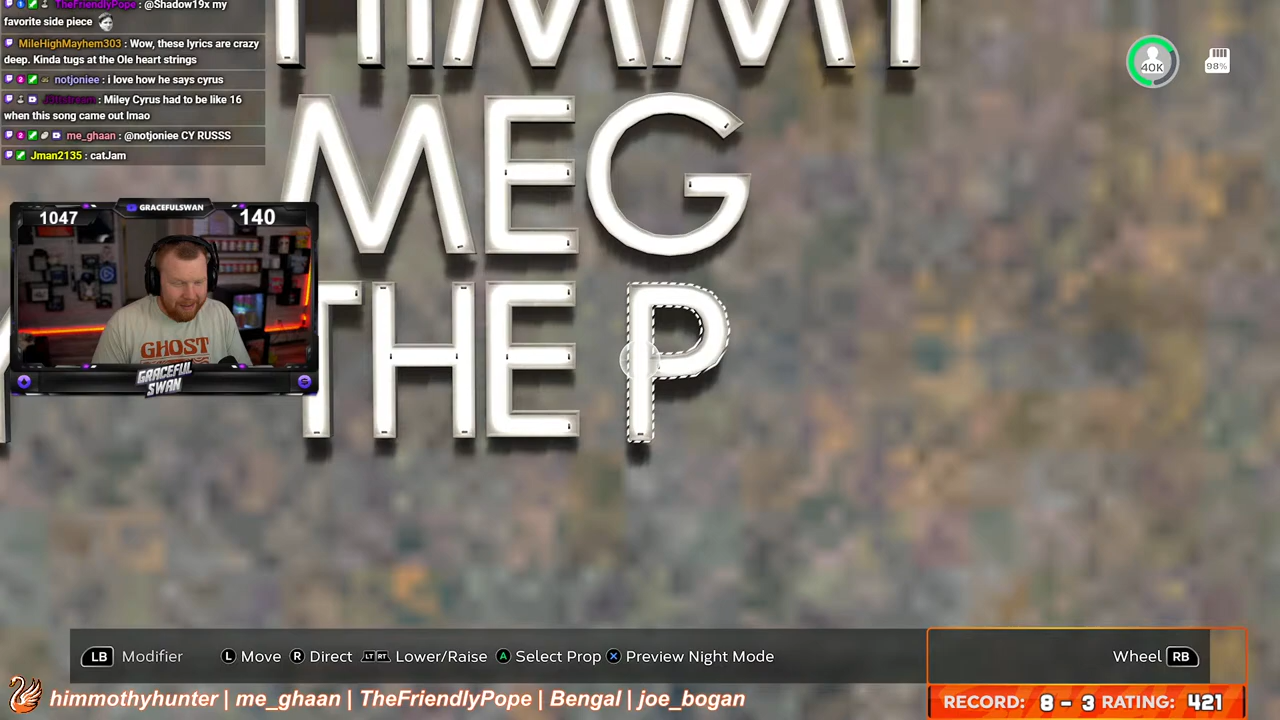 TheFriendlyPope : @Shadow19x my
favorite side piece
MileHighMayhem303 : Wow, these lyrics are crazy
deep. Kinda tugs at the Ole heart strings
notjoniee : i love how he says cyrus
: Miley Cyrus had to be like 16
when this song came out lmao
me_ghaan : @notjoniee CY RUSSS
Jman2135 : catJam
HIMMY
MEG
THE P
40K
98%
1047
GRACEFULSWAN
140
GHOST
GRACEFUL
SWAN
LB Modifier
L Move
R Direct
LT RT Lower/Raise
A Select Prop
X Preview Night Mode
Wheel RB
himmothyhunter | me_ghaan | TheFriendlyPope | Bengal | joe_bogan
RECORD: 8 - 3 RATING: 421